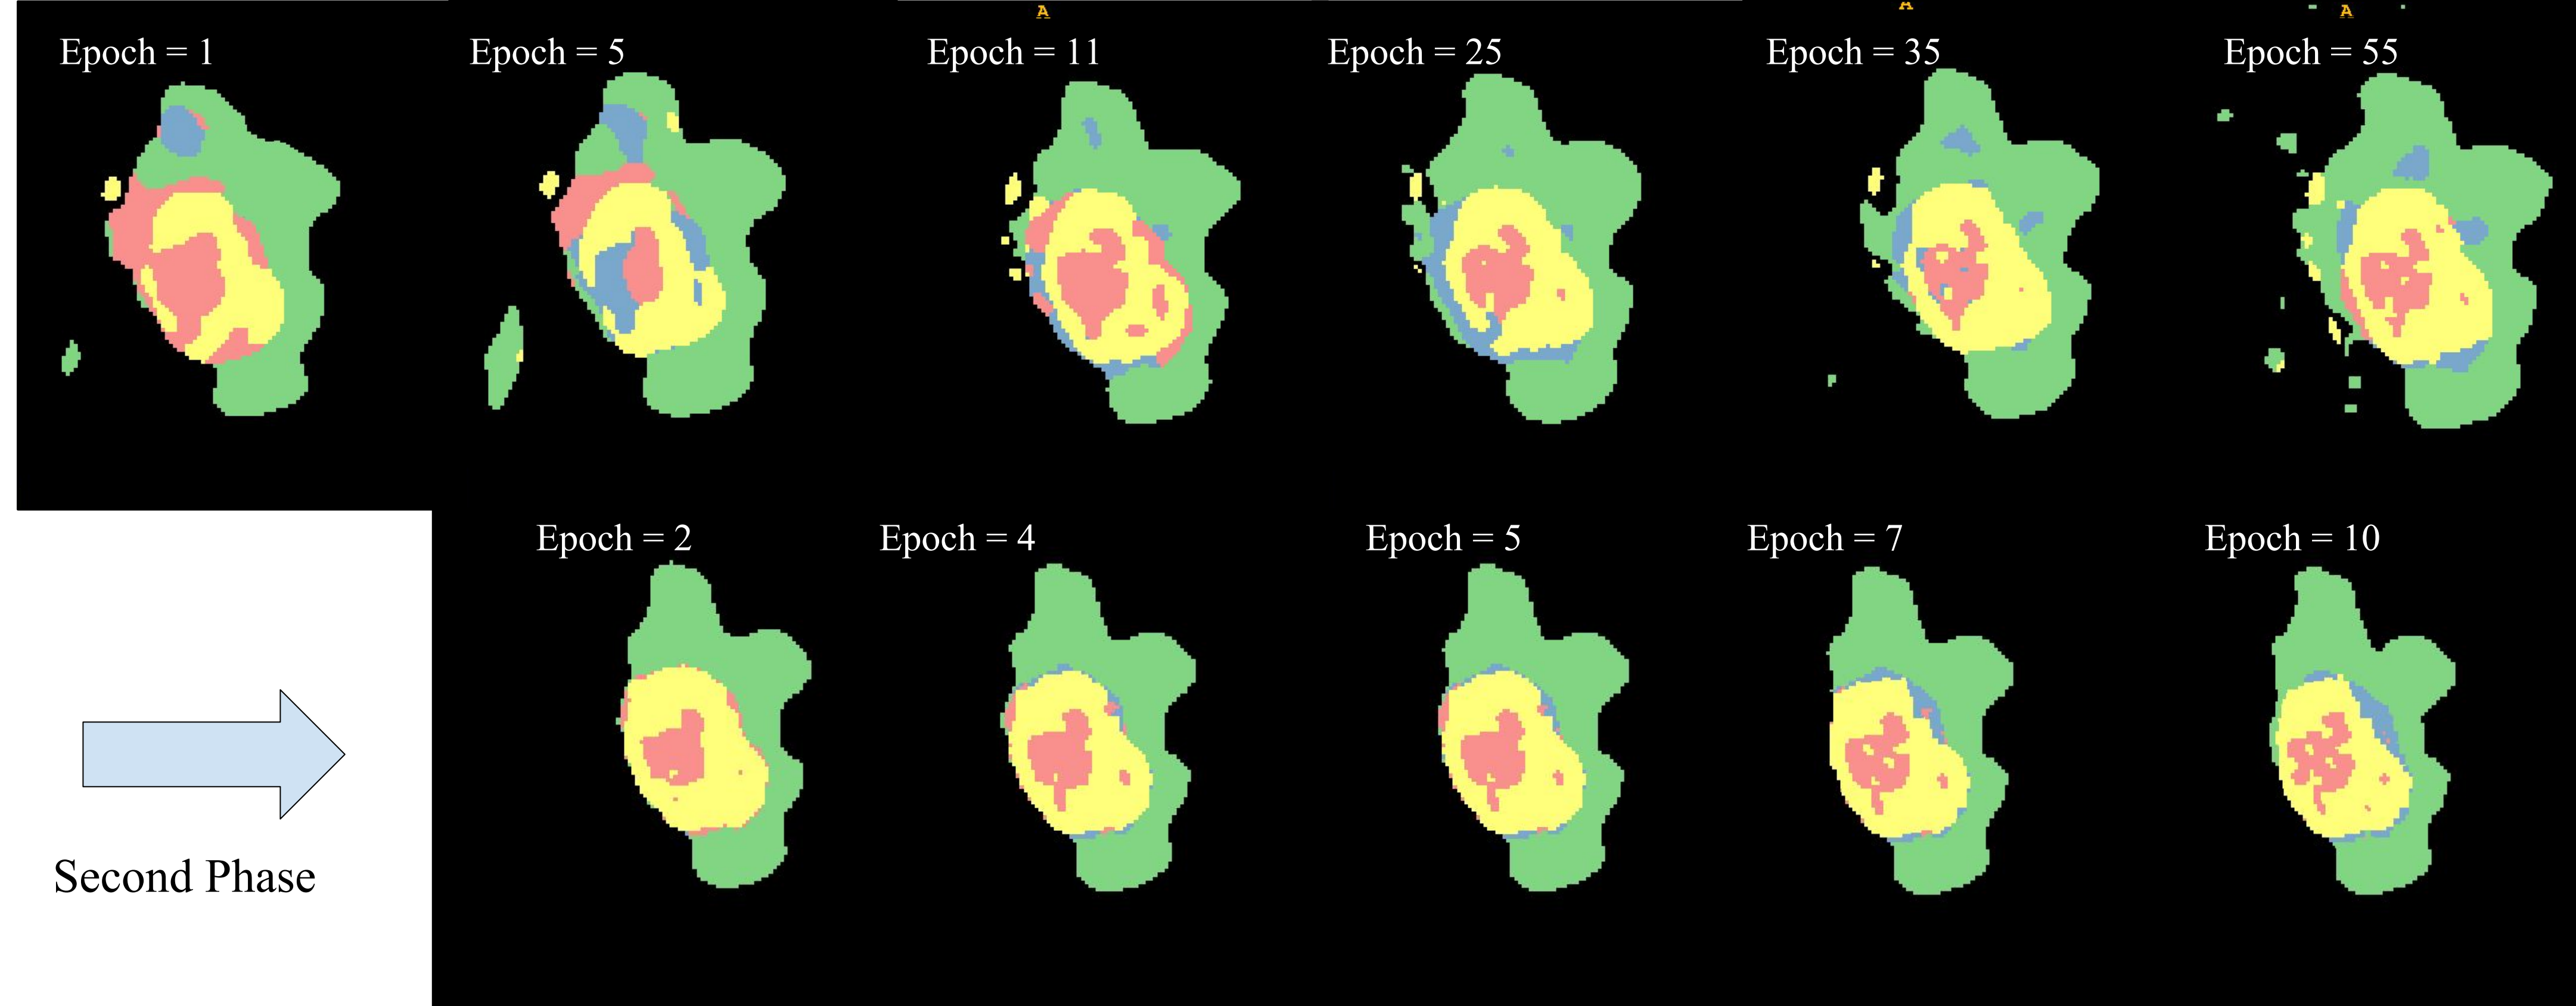 A
A
A
Epoch = 1
Epoch = 5
Epoch = 11
Epoch = 25
Epoch = 35
Epoch = 55
Epoch = 2
Epoch = 4
Epoch = 5
Epoch = 7
Epoch = 10
Second Phase